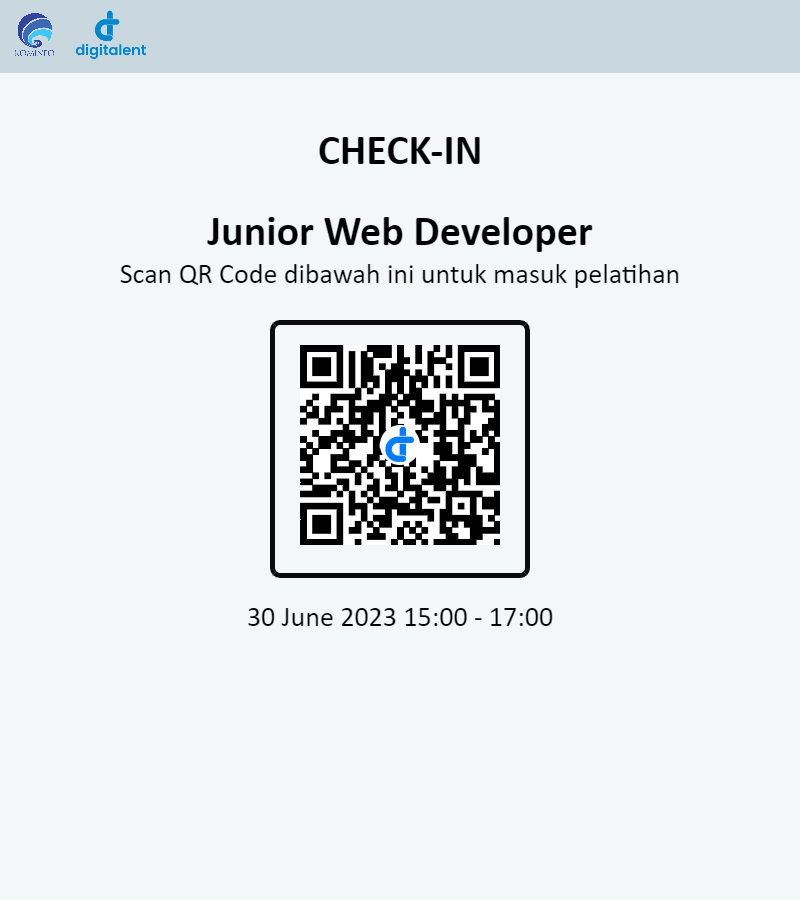 KOMINFO
digitalent
CHECK-IN
Junior Web Developer
Scan QR Code dibawah ini untuk masuk pelatihan
30 June 2023 15:00 - 17:00